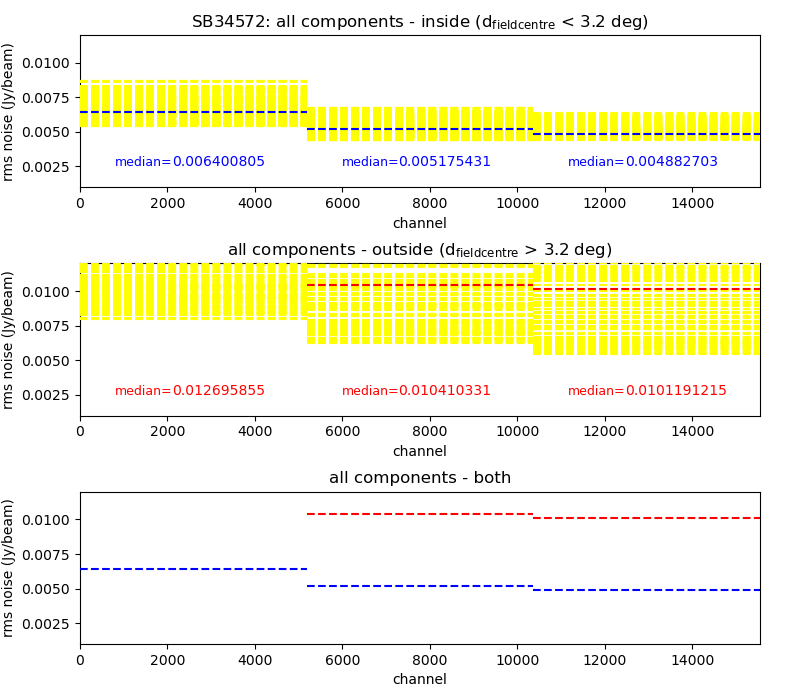 SB34572: all components - inside (d_fieldcentre < 3.2 deg)
rms noise (Jy/beam)
0.0100
0.0075
0.0050
0.0025
median=0.006400805 median=0.005175431 median=0.004882703
0 2000 4000 6000 8000 10000 12000 14000
channel
all components - outside (d_fieldcentre > 3.2 deg)
rms noise (Jy/beam)
0.0100
0.0075
0.0050
0.0025
median=0.012695855 median=0.010410331 median=0.0101191215
0 2000 4000 6000 8000 10000 12000 14000
channel
all components - both
rms noise (Jy/beam)
0.0100
0.0075
0.0050
0.0025
0 2000 4000 6000 8000 10000 12000 14000
channel